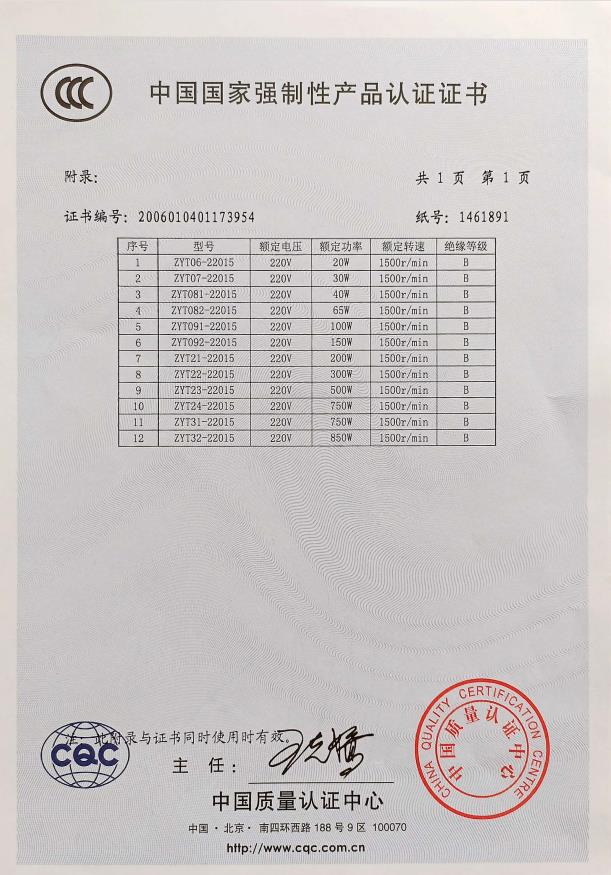 CCC
中国国家强制性产品认证证书
附录:
共 1 页 第 1 页
证书编号: 2006010401173954
纸号: 1461891
序号 型号 额定电压 额定功率 额定转速 绝缘等级
1 ZYT06-22015 220V 20W 1500r/min B
2 ZYT07-22015 220V 30W 1500r/min B
3 ZYT081-22015 220V 40W 1500r/min B
4 ZYT082-22015 220V 65W 1500r/min B
5 ZYT091-22015 220V 100W 1500r/min B
6 ZYT092-22015 220V 150W 1500r/min B
7 ZYT21-22015 220V 200W 1500r/min B
8 ZYT22-22015 220V 300W 1500r/min B
9 ZYT23-22015 220V 500W 1500r/min B
10 ZYT24-22015 220V 750W 1500r/min B
11 ZYT31-22015 220V 750W 1500r/min B
12 ZYT32-22015 220V 850W 1500r/min B
注: 此附录与证书同时使用时有效。
CQC
主 任:
中国质量认证中心
中国·北京·南四环西路 188 号 9 区 100070
http://www.cqc.com.cn
CHINA QUALITY CERTIFICATION CENTRE
中国质量认证中心